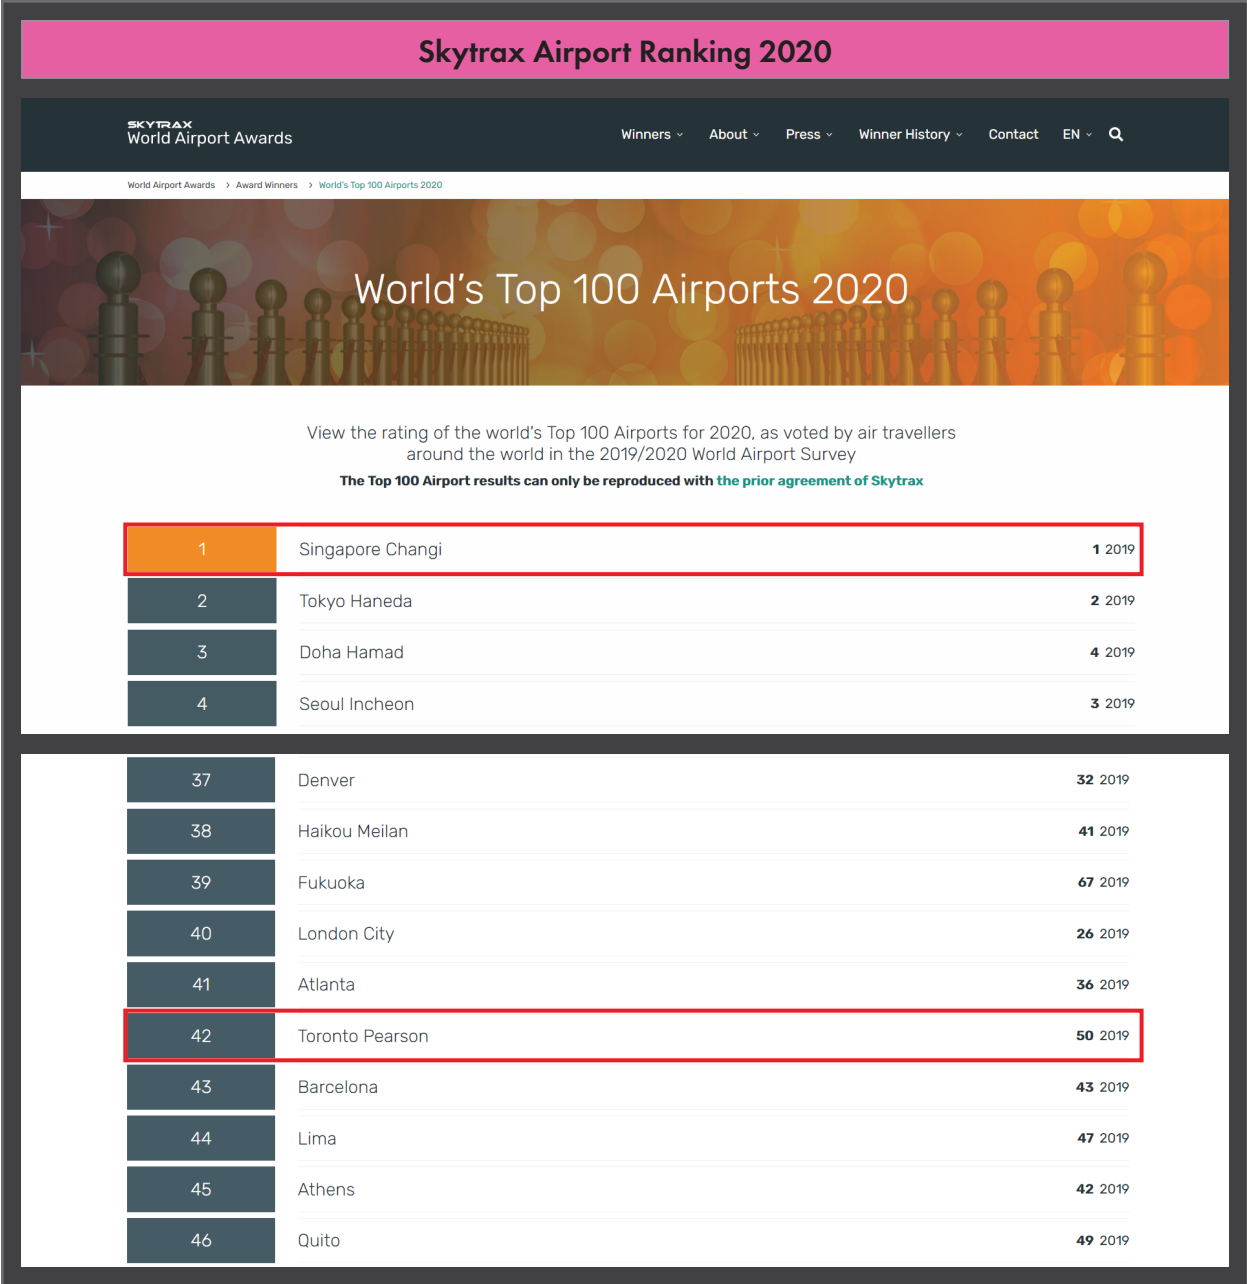 Skytrax Airport Ranking 2020
SKYTRAX
World Airport Awards
Winners
About
Press
Winner History
Contact
EN
World Airport Awards > Award Winners > World's Top 100 Airports 2020
World's Top 100 Airports 2020
View the rating of the world's Top 100 Airports for 2020, as voted by air travellers
around the world in the 2019/2020 World Airport Survey
The Top 100 Airport results can only be reproduced with the prior agreement of Skytrax
1 Singapore Changi 1 2019
2 Tokyo Haneda 2 2019
3 Doha Hamad 4 2019
4 Seoul Incheon 3 2019
37 Denver 32 2019
38 Haikou Meilan 41 2019
39 Fukuoka 67 2019
40 London City 26 2019
41 Atlanta 36 2019
42 Toronto Pearson 50 2019
43 Barcelona 43 2019
44 Lima 47 2019
45 Athens 42 2019
46 Quito 49 2019